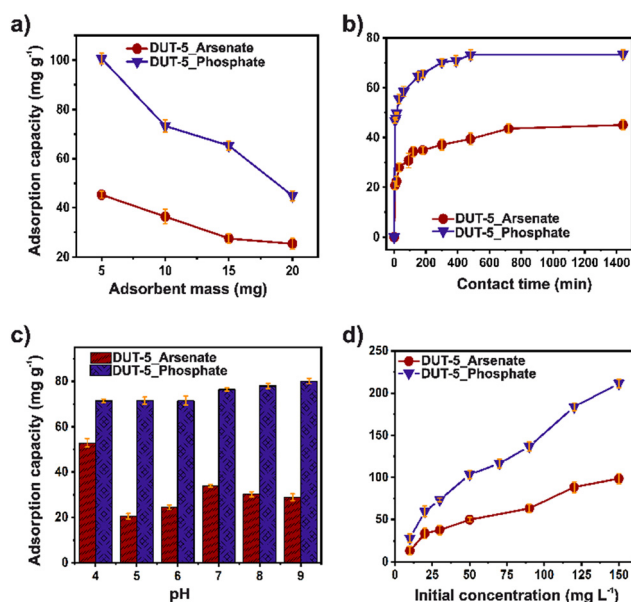 a)
DUT-5_Arsenate
DUT-5_Phosphate
Adsorption capacity (mg g-1)
100
80
60
40
20
5 10 15 20
Adsorbent mass (mg)
b)
80
60
40
20
0
DUT-5_Arsenate
DUT-5_Phosphate
0 200 400 600 800 1000 1200 1400
Contact time (min)
c)
DUT-5_Arsenate
DUT-5_Phosphate
Adsorption capacity (mg g-1)
80
60
40
20
0
4 5 6 7 8 9
pH
d)
250
200
150
100
50
0
DUT-5_Arsenate
DUT-5_Phosphate
0 25 50 75 100 125 150
Initial concentration (mg L-1)